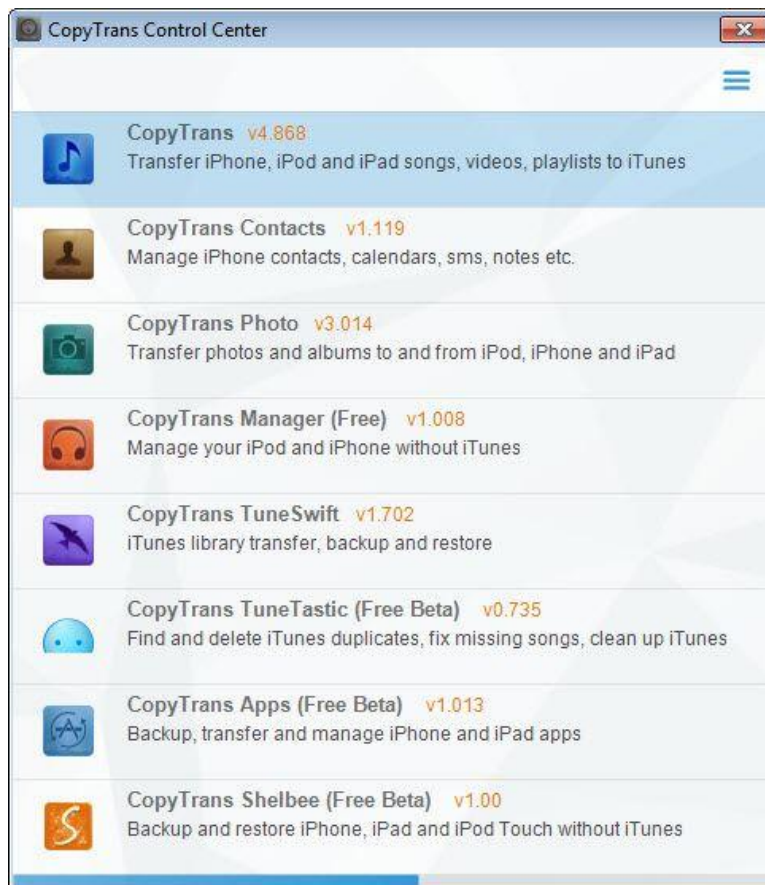 CopyTrans Control Center
CopyTrans v4.868
Transfer iPhone, iPod and iPad songs, videos, playlists to iTunes
CopyTrans Contacts v1.119
Manage iPhone contacts, calendars, sms, notes etc.
CopyTrans Photo v3.014
Transfer photos and albums to and from iPod, iPhone and iPad
CopyTrans Manager (Free) v1.008
Manage your iPod and iPhone without iTunes
CopyTrans TuneSwift v1.702
iTunes library transfer, backup and restore
CopyTrans TuneTastic (Free Beta) v0.735
Find and delete iTunes duplicates, fix missing songs, clean up iTunes
CopyTrans Apps (Free Beta) v1.013
Backup, transfer and manage iPhone and iPad apps
CopyTrans Shelbee (Free Beta) v1.00
Backup and restore iPhone, iPad and iPod Touch without iTunes